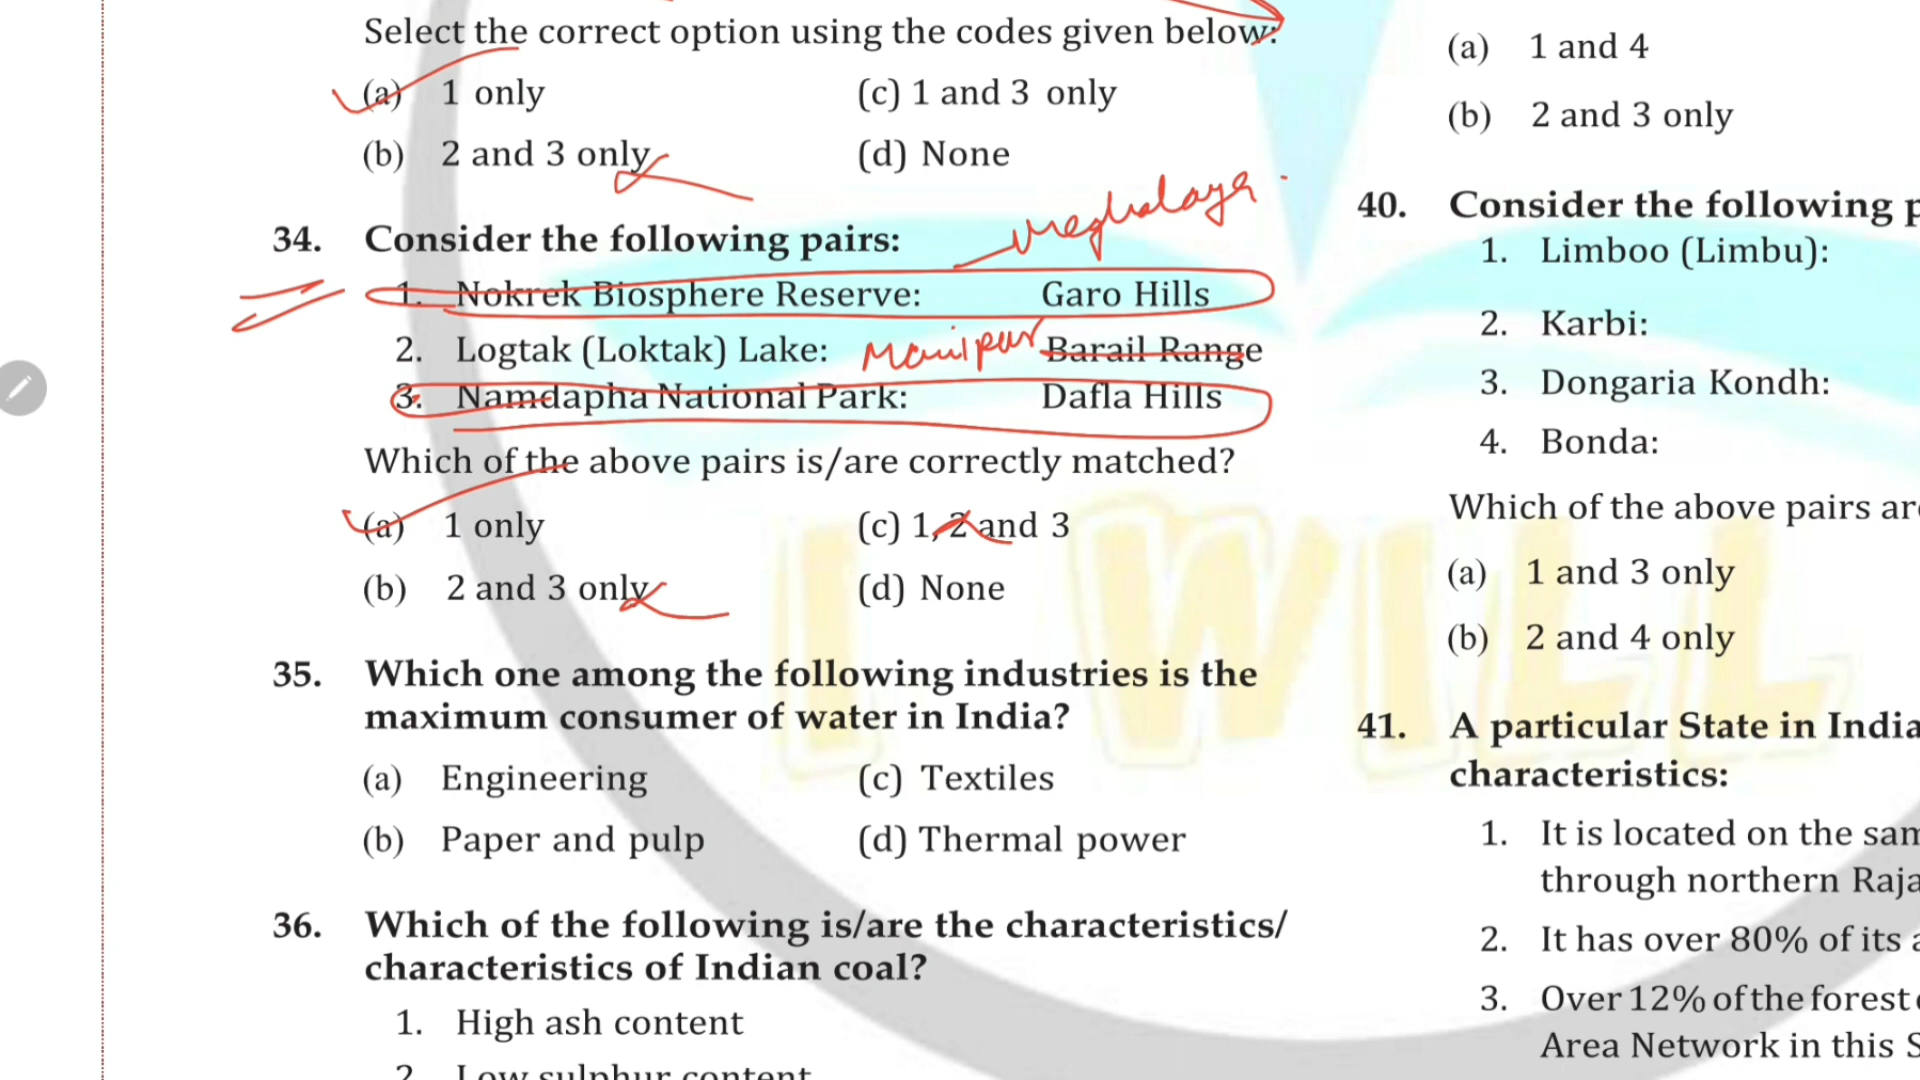 Select the correct option using the codes given below:
(a) 1 only
(c) 1 and 3 only
(b) 2 and 3 only
(d) None
34. Consider the following pairs:
Meghalaya
1. Nokrek Biosphere Reserve: Garo Hills
2. Logtak (Loktak) Lake: Manipur Barail Range
3. Namdapha National Park: Dafla Hills
Which of the above pairs is/are correctly matched?
(a) 1 only
(c) 1, 2 and 3
(b) 2 and 3 only
(d) None
35. Which one among the following industries is the
maximum consumer of water in India?
(a) Engineering
(c) Textiles
(b) Paper and pulp
(d) Thermal power
36. Which of the following is/are the characteristics/
characteristics of Indian coal?
1. High ash content
2. Low sulphur content
(a) 1 and 4
(b) 2 and 3 only
40. Consider the following p
1. Limboo (Limbu):
2. Karbi:
3. Dongaria Kondh:
4. Bonda:
Which of the above pairs are
(a) 1 and 3 only
(b) 2 and 4 only
41. A particular State in India
characteristics:
1. It is located on the sam
through northern Raja
2. It has over 80% of its a
3. Over 12% of the forest c
Area Network in this S
I WILL